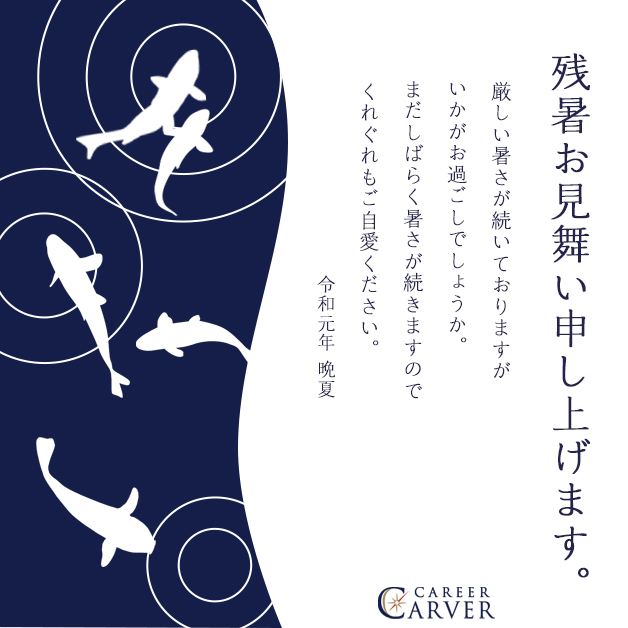 残暑お見舞い申し上げます。
厳しい暑さが続いておりますが
いかがお過ごしでしょうか。
まだしばらく暑さが続きますので
くれぐれもご自愛ください。
令和元年 晩夏
CAREER
CARVER